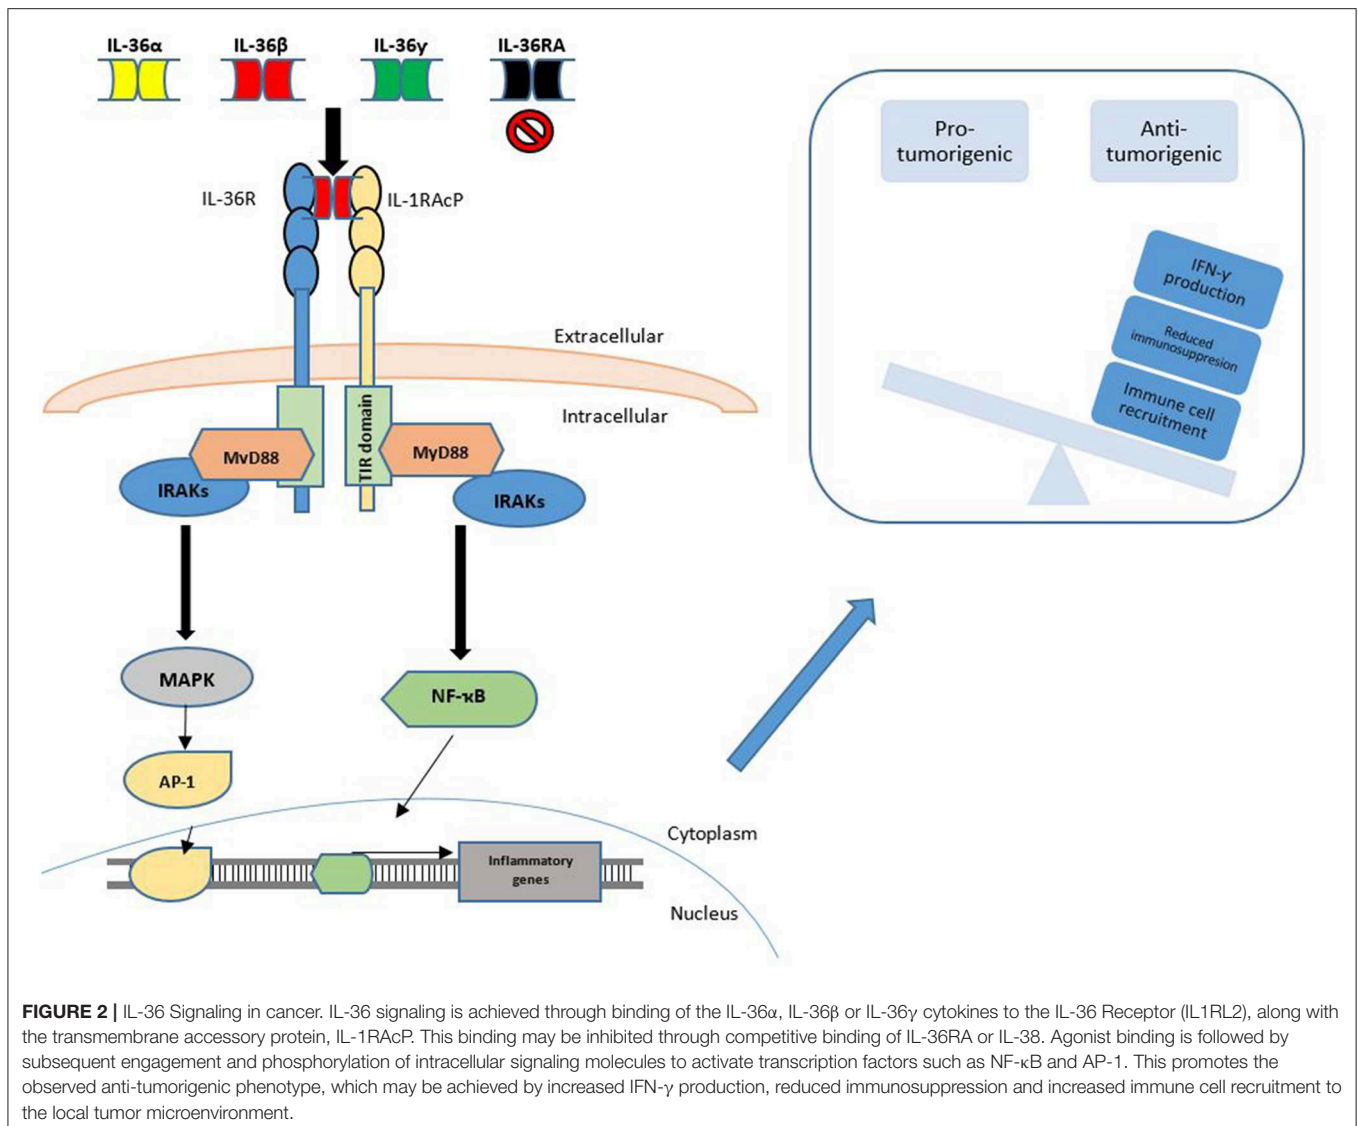 IL-36α
IL-36β
IL-36γ
IL-36RA
IL-36R
IL-1RAcP
Extracellular
Intracellular
TIR domain
MvD88
MyD88
IRAKs
IRAKs
MAPK
NF-κB
AP-1
Cytoplasm
Inflammatory
genes
Nucleus
Pro-
tumorigenic
Anti-
tumorigenic
IFN-γ
production
Reduced
immunosuppresion
Immune cell
recruitment
FIGURE 2 | IL-36 Signaling in cancer. IL-36 signaling is achieved through binding of the IL-36α, IL-36β or IL-36γ cytokines to the IL-36 Receptor (IL1RL2), along with
the transmembrane accessory protein, IL-1RAcP. This binding may be inhibited through competitive binding of IL-36RA or IL-38. Agonist binding is followed by
subsequent engagement and phosphorylation of intracellular signaling molecules to activate transcription factors such as NF-κB and AP-1. This promotes the
observed anti-tumorigenic phenotype, which may be achieved by increased IFN-γ production, reduced immunosuppression and increased immune cell recruitment to
the local tumor microenvironment.